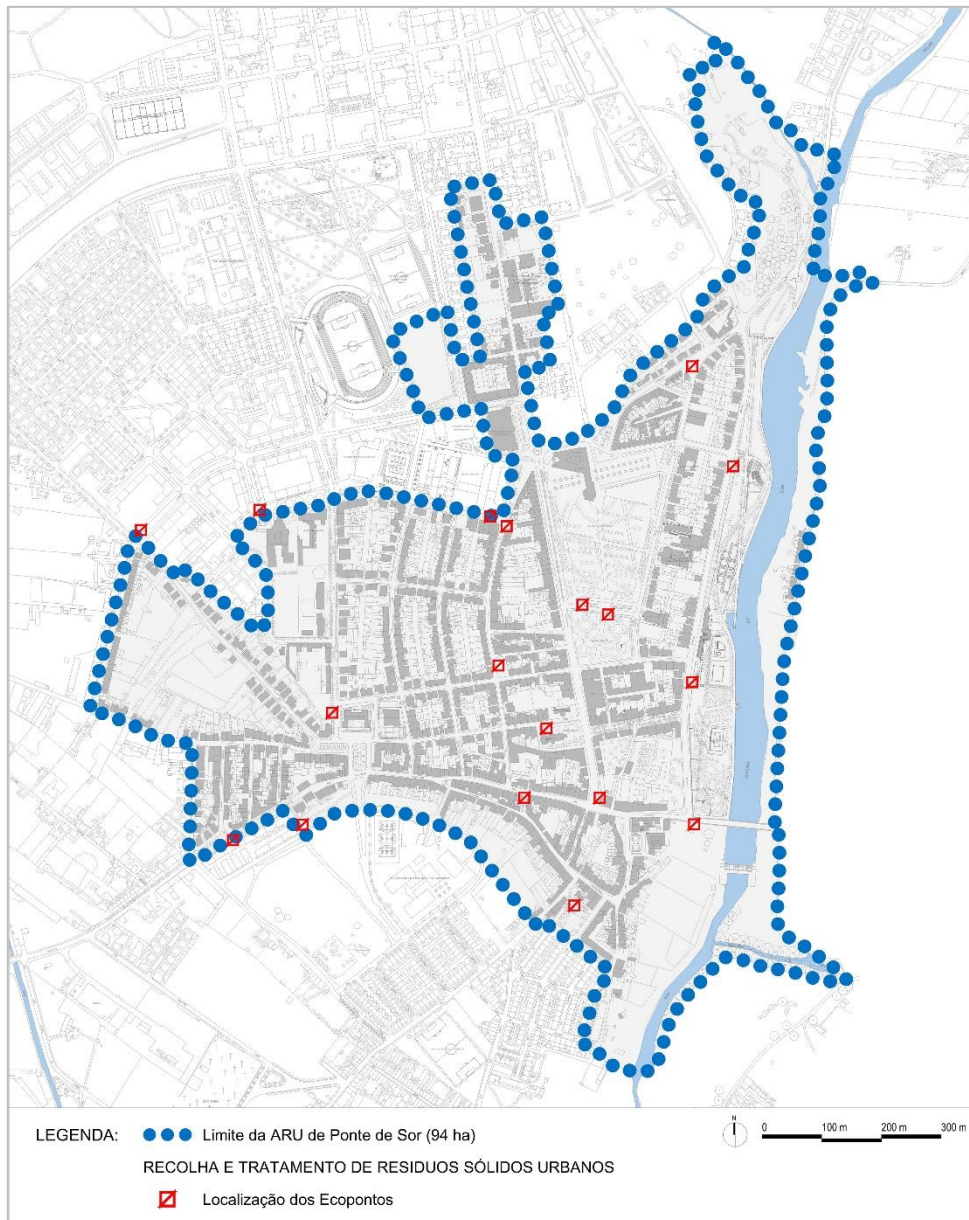 LEGENDA:
Limite da ARU de Ponte de Sor (94 ha)
N
0 100 m 200 m 300 m
RECOLHA E TRATAMENTO DE RESIDUOS SÓLIDOS URBANOS
Localização dos Ecopontos